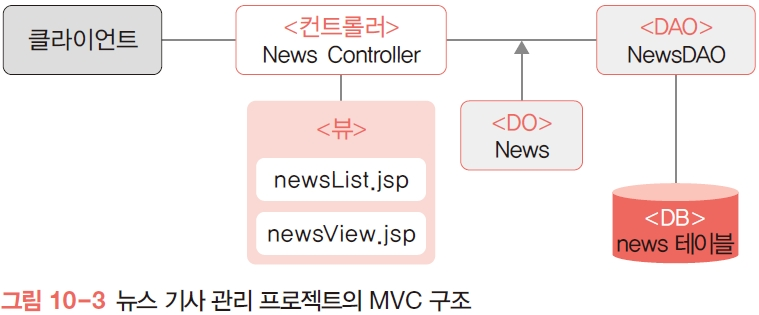 클라이언트
<컨트롤러>
News Controller
<DAO>
NewsDAO
<뷰>
newsList.jsp
newsView.jsp
<DO>
News
<DB>
news 테이블
그림 10-3 뉴스 기사 관리 프로젝트의 MVC 구조